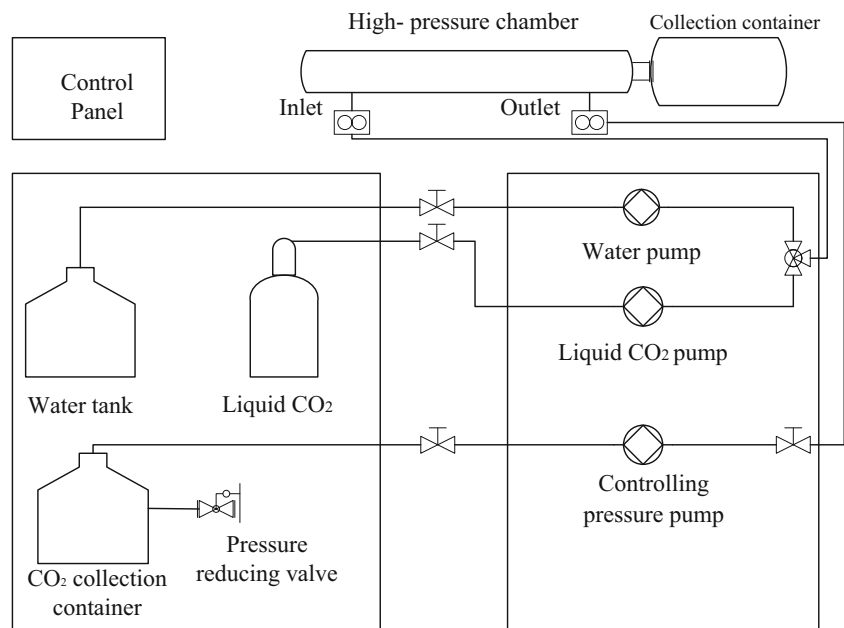 High- pressure chamber
Collection container
Control
Panel
Inlet
Outlet
Water pump
Liquid CO₂ pump
Water tank
Liquid CO₂
Controlling
pressure pump
Pressure
reducing valve
CO₂ collection
container